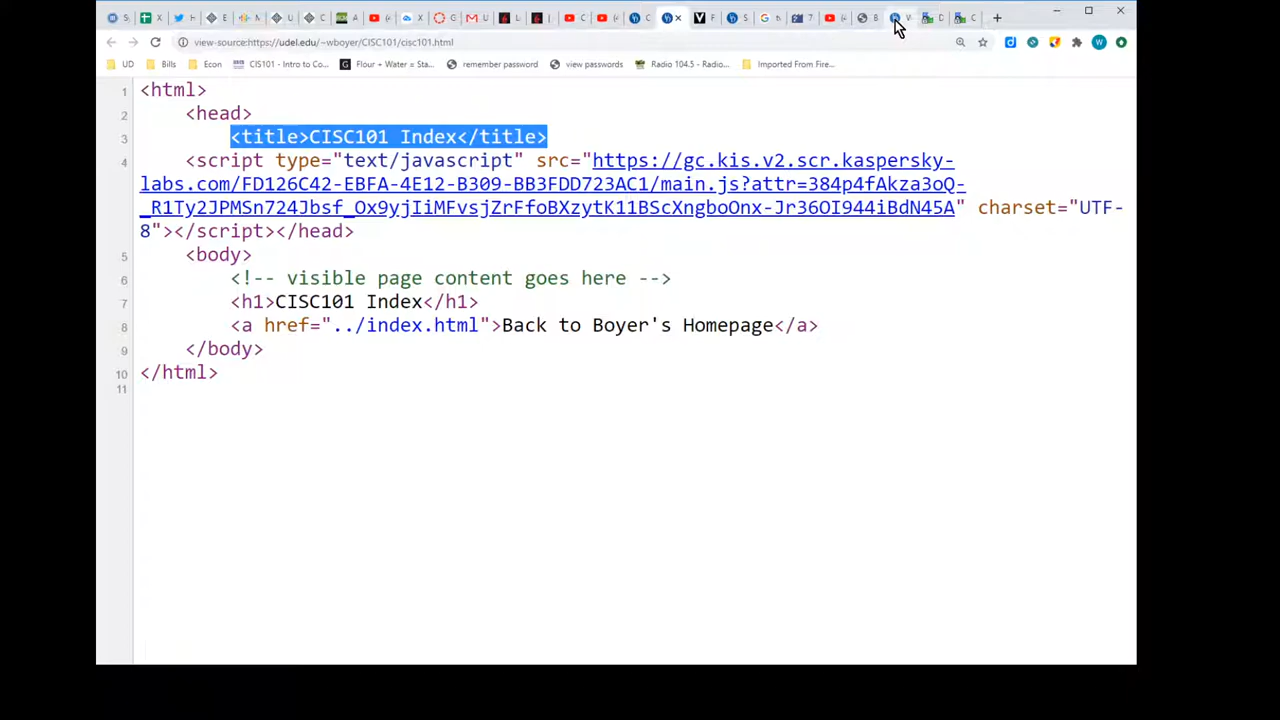 S X H E M U C A C X G M U L C C C D F S n 7 B V D C
view-source:https://udel.edu/~wboyer/CISC101/cisc101.html
UD Bills Econ CIS101 - Intro to Co... Flour + Water = Sta... remember password view passwords Radio 104.5 - Radio... Imported From Fire...
1 <html>
2 <head>
3 <title>CISC101 Index</title>
4 <script type="text/javascript" src="https://gc.kis.v2.scr.kaspersky-
labs.com/FD126C42-EBFA-4E12-B309-BB3FDD723AC1/main.js?attr=384p4fAkza3oQ-
_R1Ty2JPMSn724Jbsf_Ox9yjIiMFvsjZrFfoBXzytK11BScXngboOnx-Jr36OI944iBdN45A" charset="UTF-
8"></script></head>
5 <body>
6 <!-- visible page content goes here -->
7 <h1>CISC101 Index</h1>
8 <a href="../index.html">Back to Boyer's Homepage</a>
9 </body>
10 </html>
11